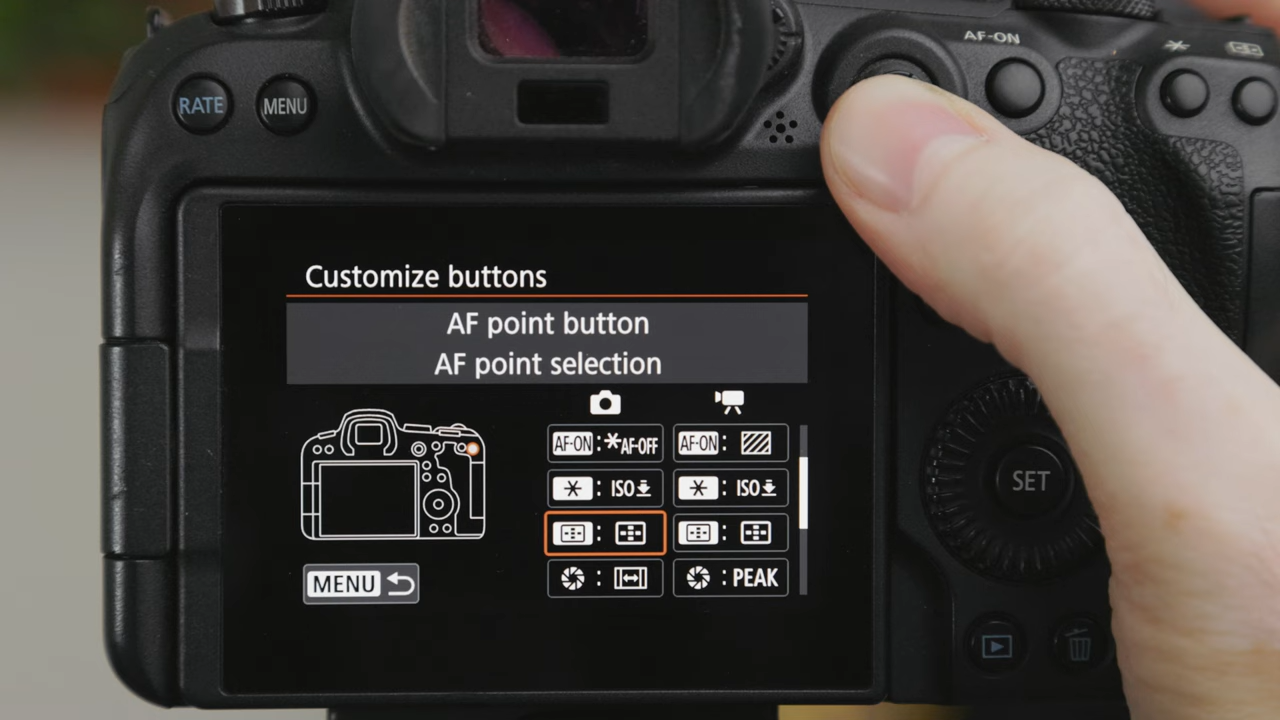 AF-ON
RATE MENU
Customize buttons
AF point button
AF point selection
AF-ON : AF-OFF AF-ON :
: ISO : ISO
: PEAK
MENU
SET